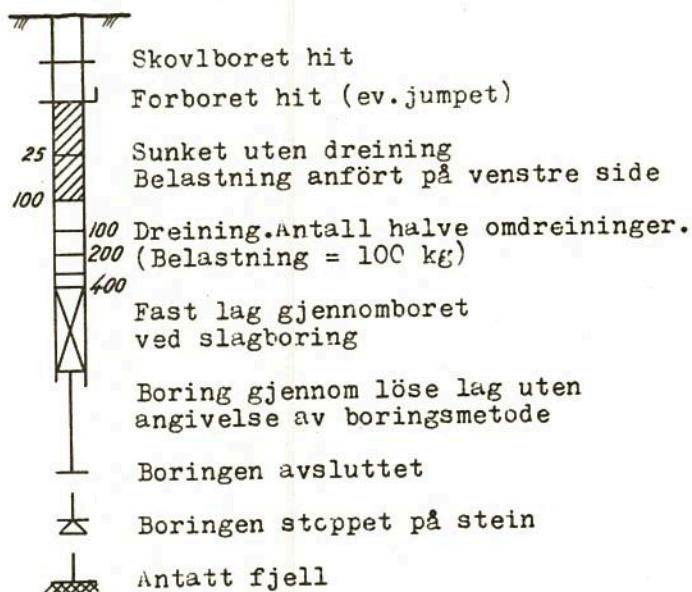 Skovlboret hit
Forboret hit (ev.jumpet)
25 Sunket uten dreining
Belastning anfört på venstre side
100
100 Dreining.Antall halve omdreininger.
200 (Belastning = 100 kg)
400
Fast lag gjennomboret
ved slagboring
Boring gjennom löse lag uten
angivelse av boringsmetode
Boringen avsluttet
Boringen stoppet på stein
Antatt fjell